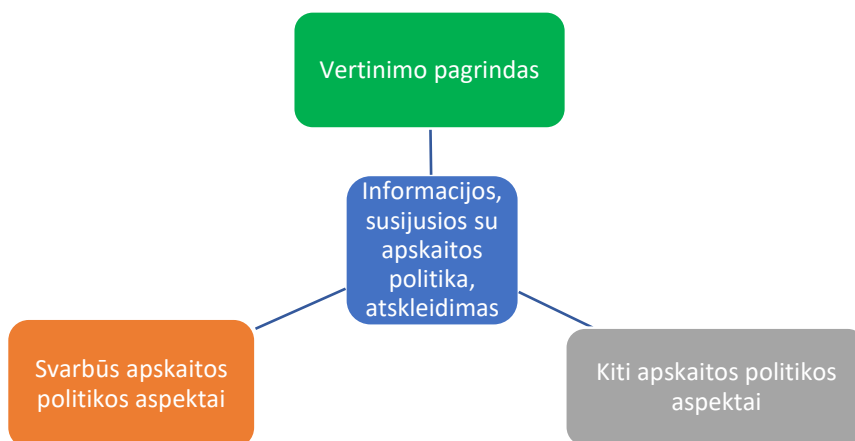 Vertinimo pagrindas
Informacijos,
susijusios su
apskaitos
politika,
atskleidimas
Svarbūs apskaitos
politikos aspektai
Kiti apskaitos politikos
aspektai